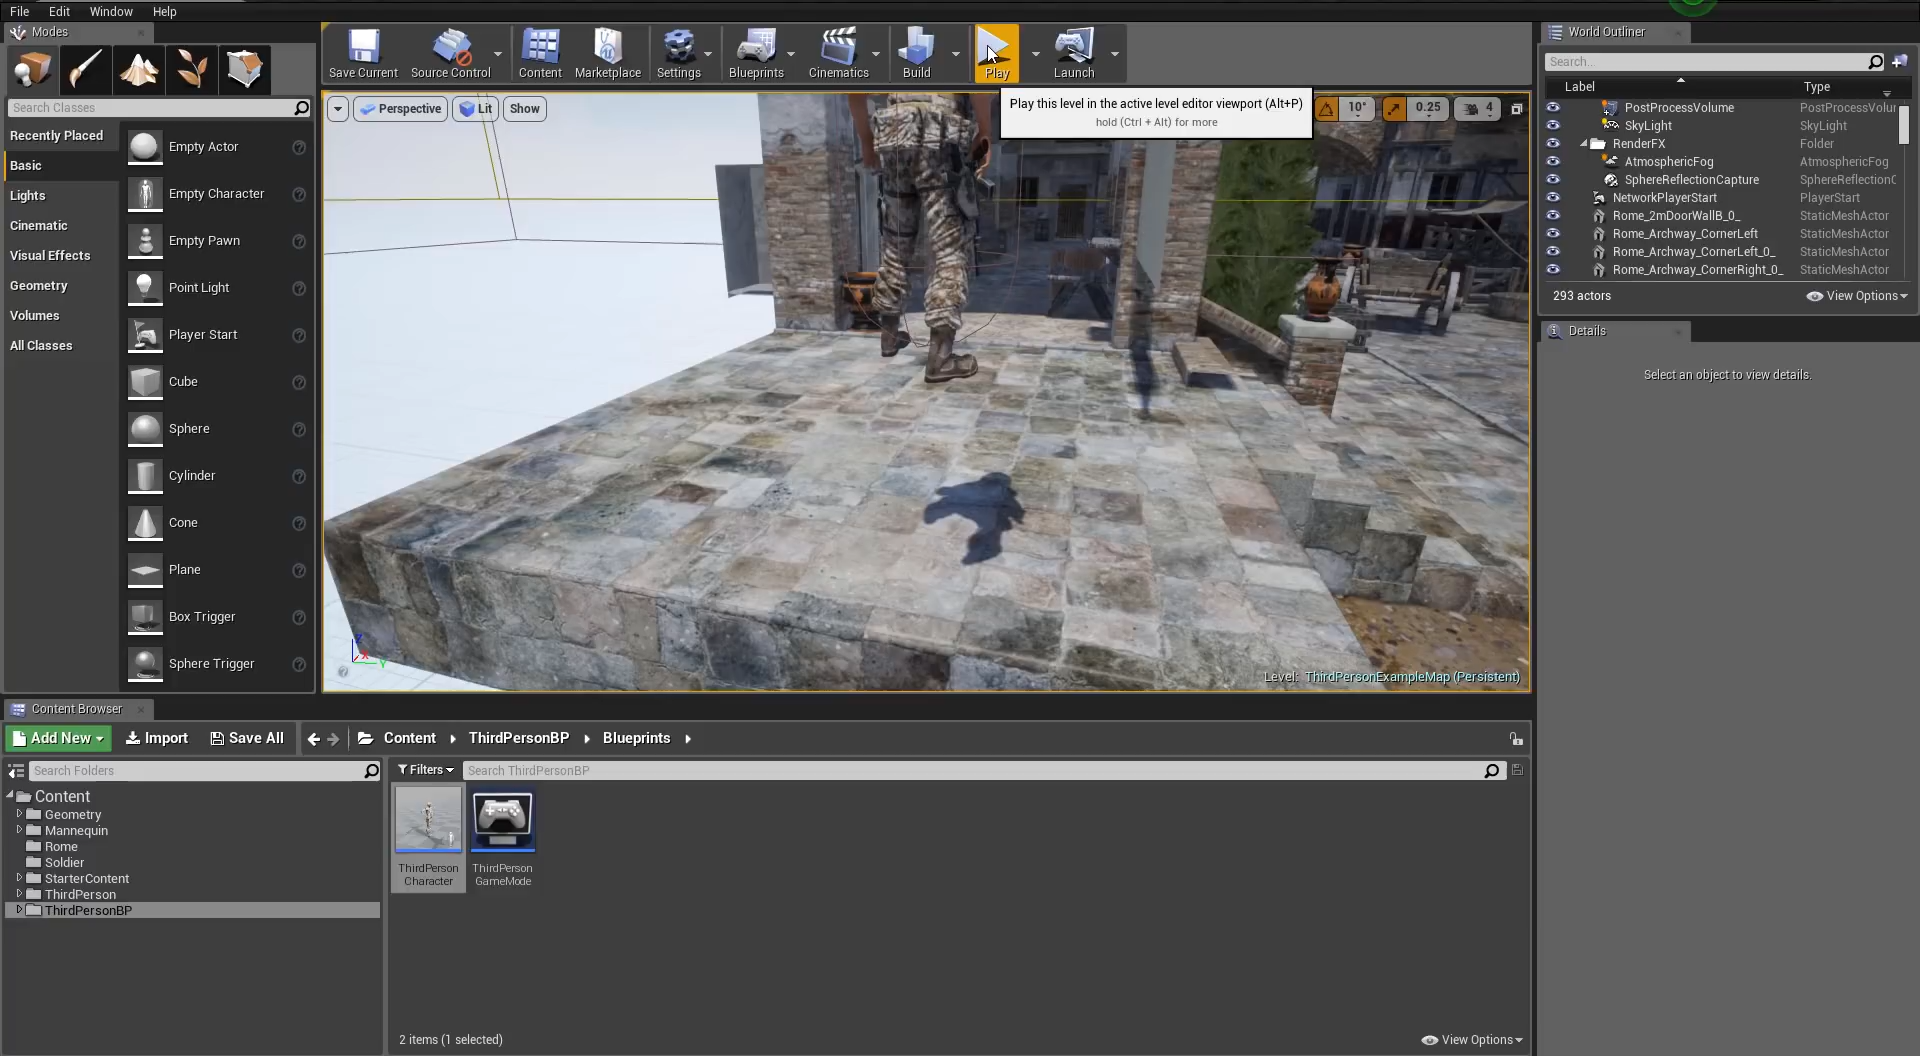 File Edit Window Help
Modes
World Outliner
Save Current Source Control Content Marketplace Settings Blueprints Cinematics Build Play Launch
Search..
Label Type
Search Classes
Perspective Lit Show
Play this level in the active level editor viewport (Alt+P)
hold (Ctrl + Alt) for more
10° 0.25 4
Recently Placed
Basic
Lights
Cinematic
Visual Effects
Geometry
Volumes
All Classes
Empty Actor
Empty Character
Empty Pawn
Point Light
Player Start
Cube
Sphere
Cylinder
Cone
Plane
Box Trigger
Sphere Trigger
PostProcessVolume PostProcessVolur
SkyLight SkyLight
RenderFX Folder
AtmosphericFog AtmosphericFog
SphereReflectionCapture SphereReflectionC
NetworkPlayerStart PlayerStart
Rome_2mDoorWallB_0_ StaticMeshActor
Rome_Archway_CornerLeft StaticMeshActor
Rome_Archway_CornerLeft_0_ StaticMeshActor
Rome_Archway_CornerRight_0_ StaticMeshActor
293 actors View Options
Details
Select an object to view details.
Z X Y
Level: ThirdPersonExampleMap (Persistent)
Content Browser
Add New Import Save All Content ThirdPersonBP Blueprints
Search Folders
Filters Search ThirdPersonBP
Content
Geometry
Mannequin
Rome
Soldier
StarterContent
ThirdPerson
ThirdPersonBP
ThirdPerson
Character
ThirdPerson
GameMode
2 items (1 selected) View Options